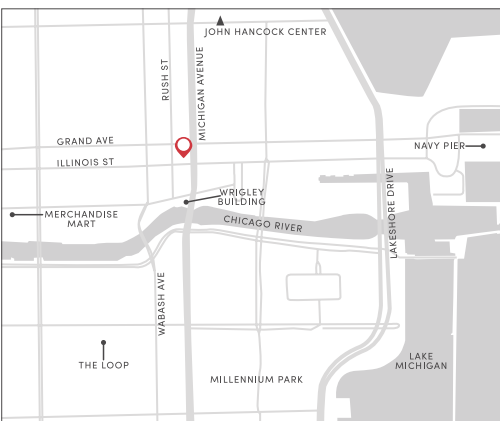 JOHN HANCOCK CENTER
RUSH ST
MICHIGAN AVENUE
GRAND AVE
ILLINOIS ST
NAVY PIER
WRIGLEY
BUILDING
MERCHANDISE
MART
CHICAGO RIVER
LAKESHORE DRIVE
WABASH AVE
THE LOOP
MILLENNIUM PARK
LAKE
MICHIGAN